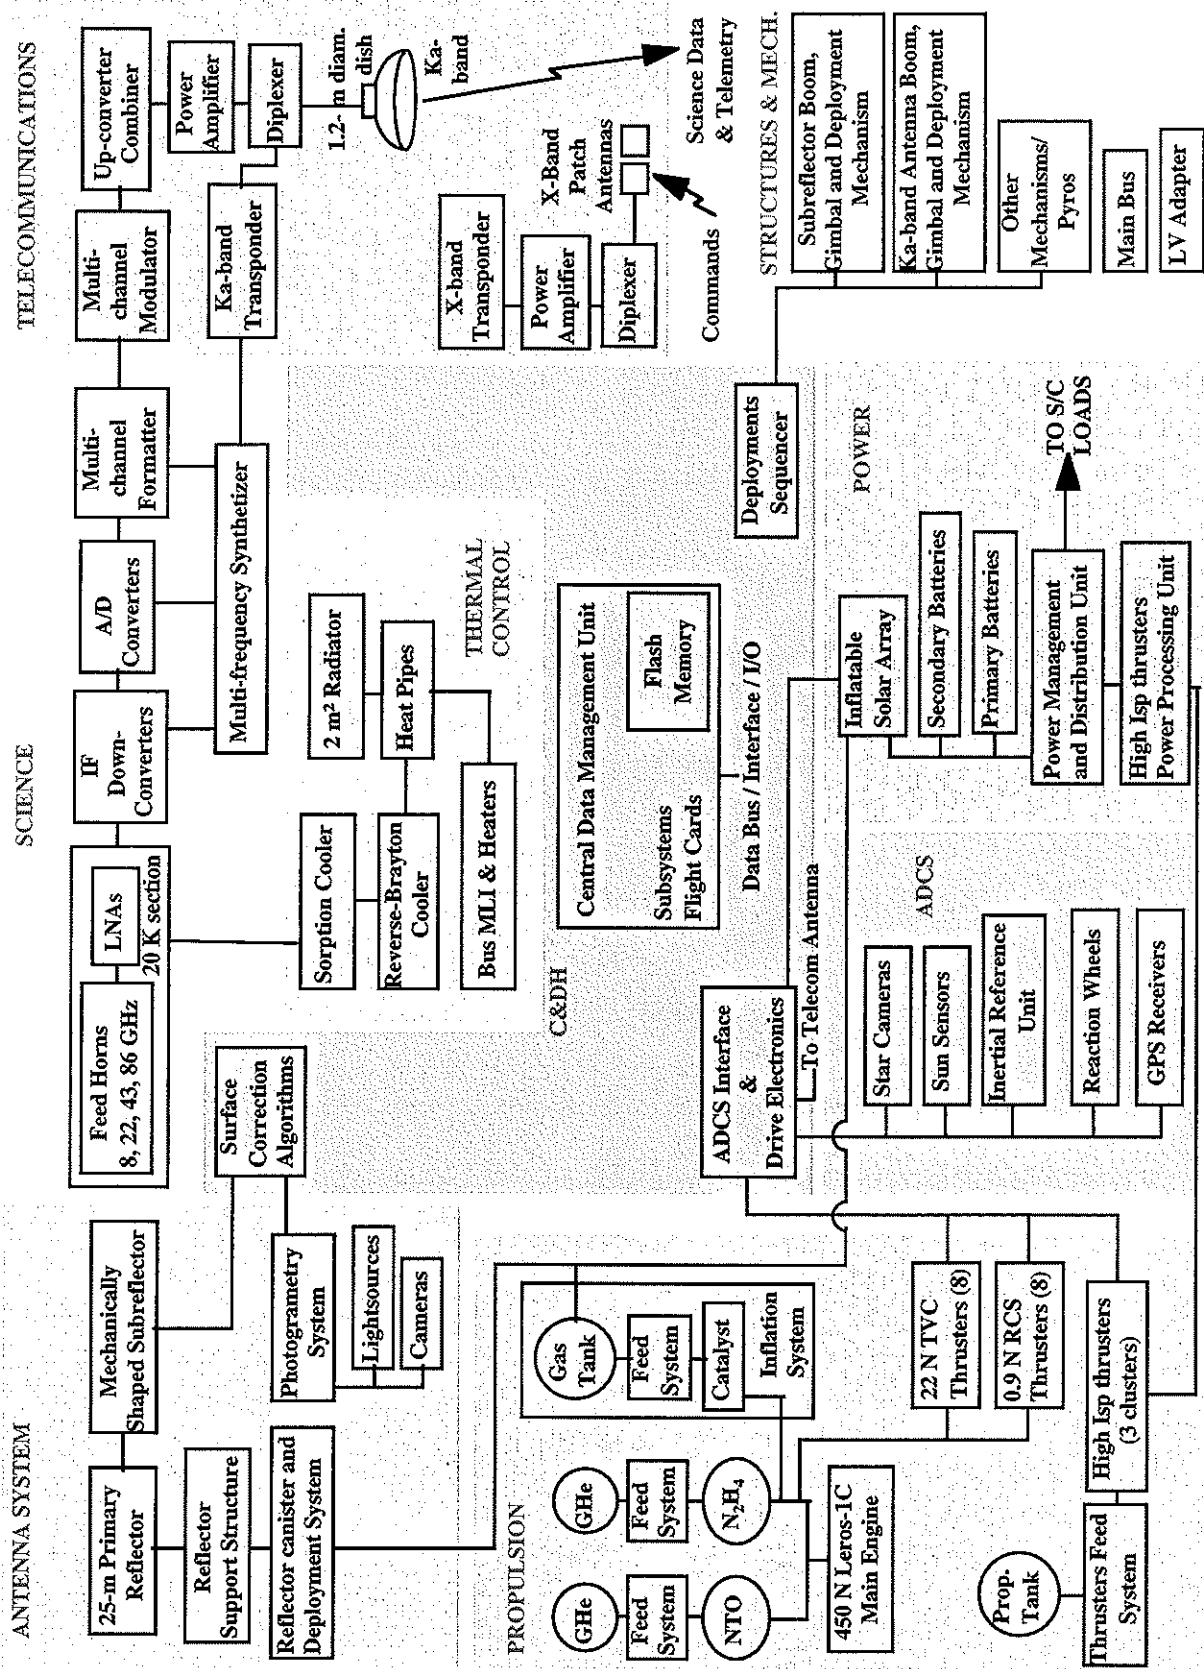 ANTENNA SYSTEM
25-m Primary
Reflector
Mechanically
Shaped Subreflector
Reflector
Support Structure
Reflector canister and
Deployment System
Photogrametry
System
Lightsources
Cameras
Surface
Correction
Algorithms
SCIENCE
Feed Horns
8, 22, 43, 86 GHz
LNAs
20 K section
IF
Down-
Converters
A/D
Converters
Multi-
channel
Formatter
Multi-frequency Synthetizer
TELECOMMUNICATIONS
Multi-
channel
Modulator
Up-converter
Combiner
Power
Amplifier
Diplexer
Ka-band
Transponder
1.2- m diam.
dish
Ka-
band
X-band
Transponder
Power
Amplifier
Diplexer
X-Band
Patch
Antennas
Commands
Science Data
& Telemetry
Sorption Cooler
Reverse-Brayton
Cooler
2 m² Radiator
Heat Pipes
Bus MLI & Heaters
THERMAL
CONTROL
C&DH
Central Data Management Unit
Subsystems
Flight Cards
Flash
Memory
Data Bus / Interface / I/O
Deployments
Sequencer
STRUCTURES & MECH.
Subreflector Boom,
Gimbal and Deployment
Mechanism
Ka-band Antenna Boom,
Gimbal and Deployment
Mechanism
Other
Mechanisms/
Pyros
Main Bus
LV Adapter
PROPULSION
GHe
Feed
System
NTO
GHe
Feed
System
N₂H₄
Gas
Tank
Feed
System
Catalyst
Inflation
System
450 N Leros-1C
Main Engine
22 N TVC
Thrusters (8)
0.9 N RCS
Thrusters (8)
Prop.
Tank
Thrusters Feed
System
High Isp thrusters
(3 clusters)
ADCS Interface
&
Drive Electronics
To Telecom Antenna
ADCS
Star Cameras
Sun Sensors
Inertial Reference
Unit
Reaction Wheels
GPS Receivers
POWER
Inflatable
Solar Array
Secondary Batteries
Primary Batteries
Power Management
and Distribution Unit
TO S/C
LOADS
High Isp thrusters
Power Processing Unit